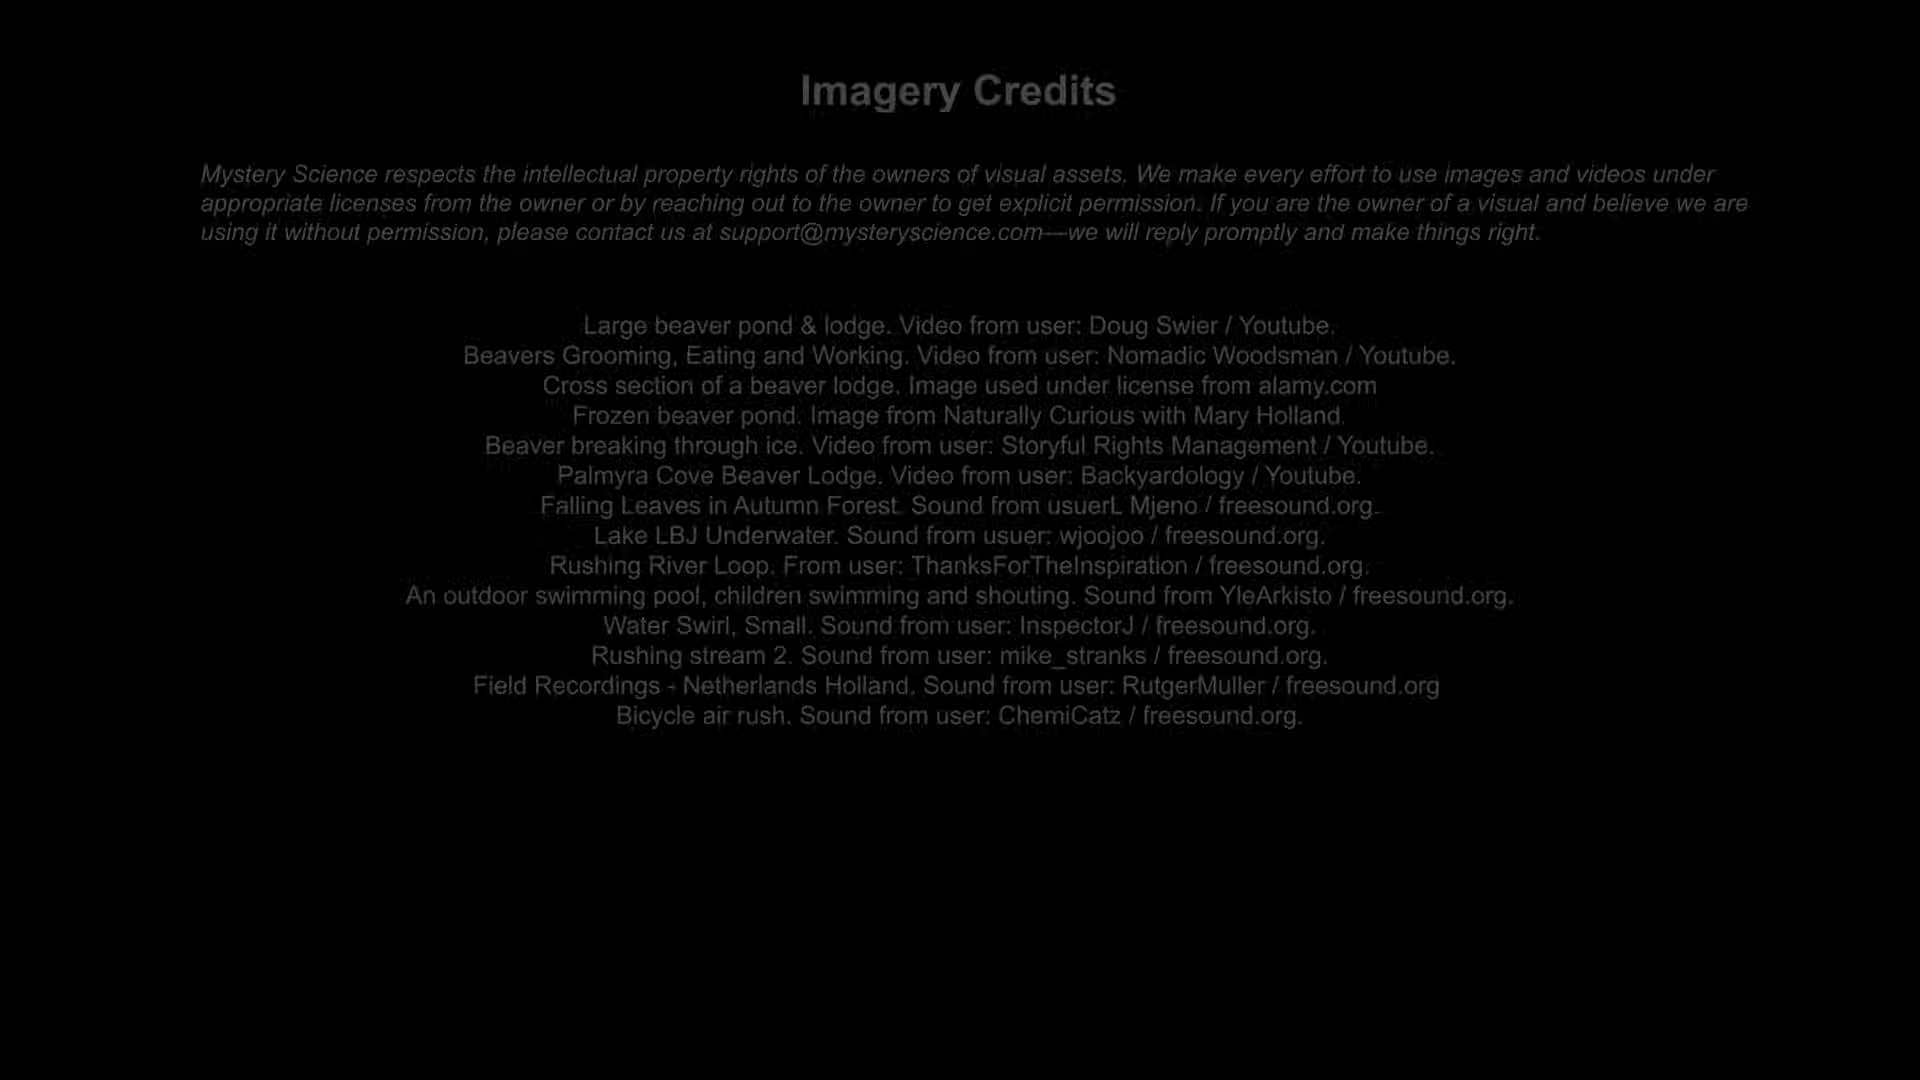 Imagery Credits
Mystery Science respects the intellectual property rights of the owners of visual assets. We make every effort to use images and videos under
appropriate licenses from the owner or by reaching out to the owner to get explicit permission. If you are the owner of a visual and believe we are
using it without permission, please contact us at support@mysteryscience.com—we will reply promptly and make things right.
Large beaver pond & lodge. Video from user: Doug Swier / Youtube.
Beavers Grooming, Eating and Working. Video from user: Nomadic Woodsman / Youtube.
Cross section of a beaver lodge. Image used under license from alamy.com
Frozen beaver pond. Image from Naturally Curious with Mary Holland.
Beaver breaking through ice. Video from user: Storyful Rights Management / Youtube.
Palmyra Cove Beaver Lodge. Video from user: Backyardology / Youtube.
Falling Leaves in Autumn Forest. Sound from usuerL Mjeno / freesound.org.
Lake LBJ Underwater. Sound from usuer: wjoojoo / freesound.org.
Rushing River Loop. From user: ThanksForTheInspiration / freesound.org.
An outdoor swimming pool, children swimming and shouting. Sound from YleArkisto / freesound.org.
Water Swirl, Small. Sound from user: InspectorJ / freesound.org.
Rushing stream 2. Sound from user: mike_stranks / freesound.org.
Field Recordings - Netherlands Holland. Sound from user: RutgerMuller / freesound.org
Bicycle air rush. Sound from user: ChemiCatz / freesound.org.